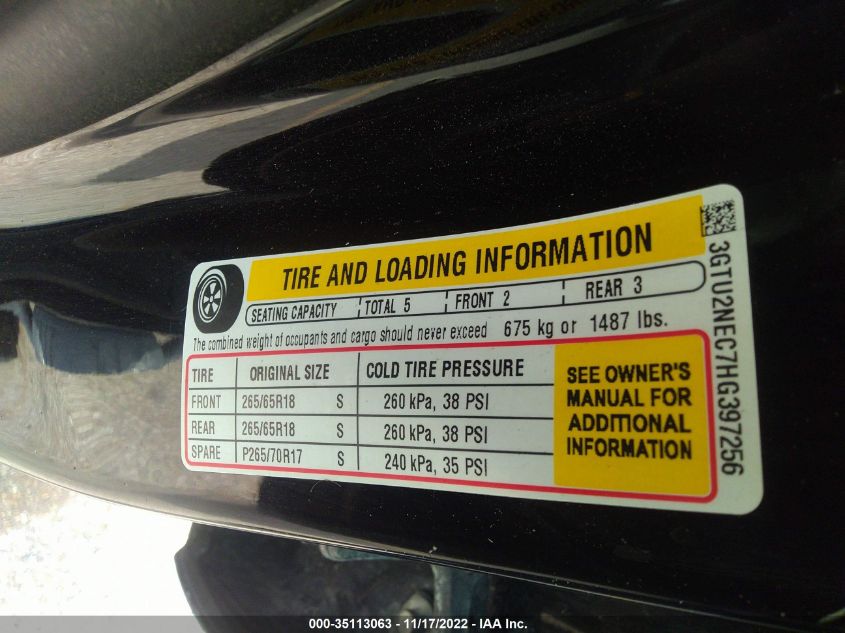 TIRE AND LOADING INFORMATION
SEATING CAPACITY TOTAL 5 FRONT 2 REAR 3
The combined weight of occupants and cargo should never exceed 675 kg or 1487 lbs.
TIRE ORIGINAL SIZE COLD TIRE PRESSURE
FRONT 265/65R18 S 260 kPa, 38 PSI
REAR 265/65R18 S 260 kPa, 38 PSI
SPARE P265/70R17 S 240 kPa, 35 PSI
SEE OWNER'S
MANUAL FOR
ADDITIONAL
INFORMATION
3GTU2NEC7HG397256
000-35113063 - 11/17/2022 - IAA Inc.